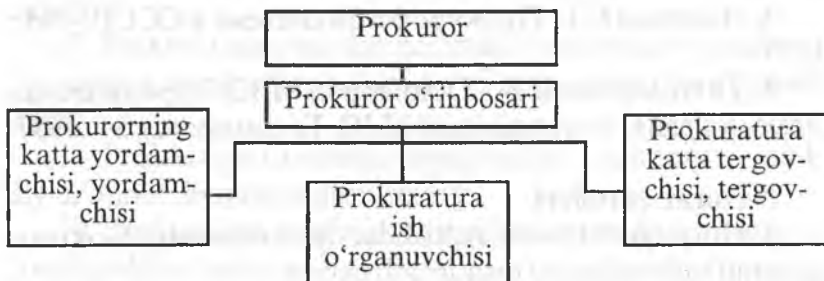 Prokuror
Prokuror o‘rinbosari
Prokurorning
katta yordam-
chisi, yordam-
chisi
Prokuratura
ish
o‘rganuvchisi
Prokuratura
katta tergov-
chisi, tergov-
chisi